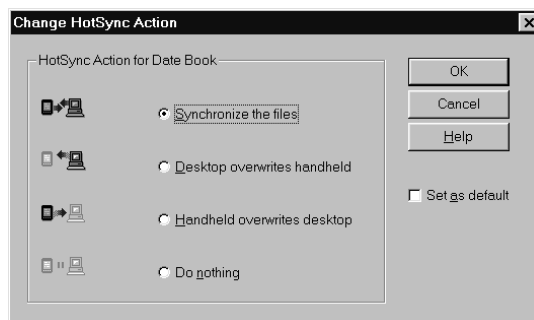 Change HotSync Action
HotSync Action for Date Book
Synchronize the files
Desktop overwrites handheld
Handheld overwrites desktop
Do nothing
OK
Cancel
Help
Set as default